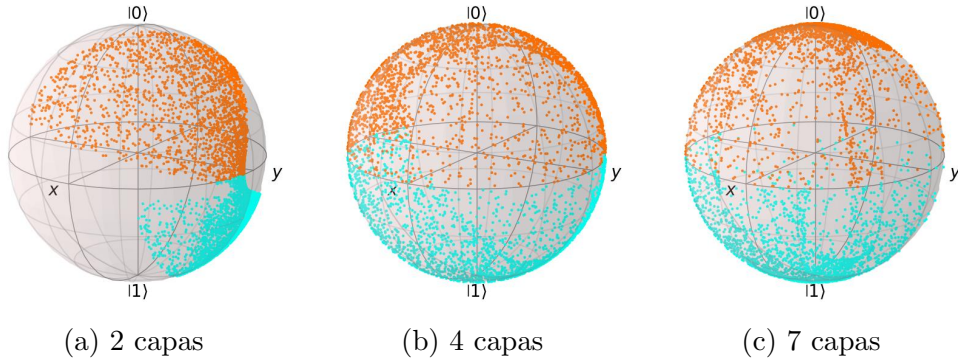 |0⟩ |0⟩ |0⟩
x y x y x y
|1⟩ |1⟩ |1⟩
(a) 2 capas (b) 4 capas (c) 7 capas